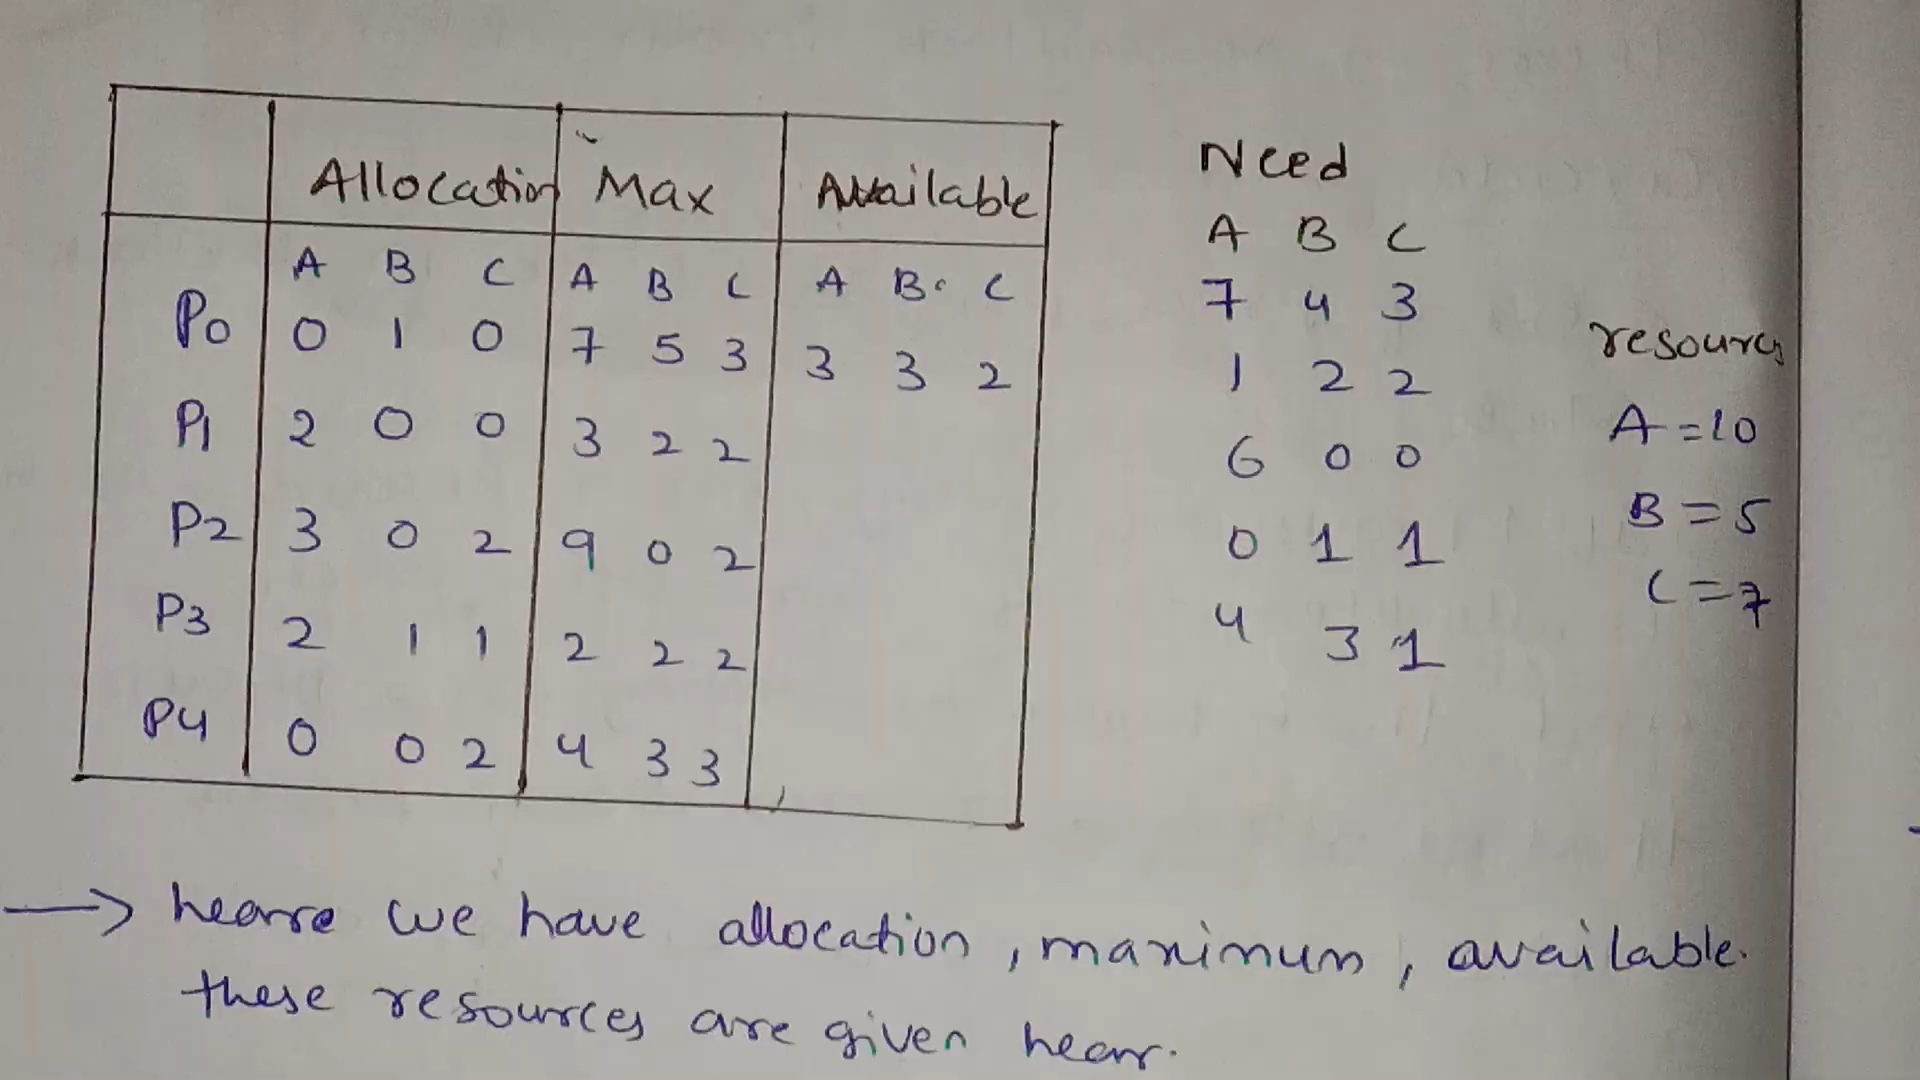 Allocation Max Available
A B C A B C A B C
P0 0 1 0 7 5 3 3 3 2
P1 2 0 0 3 2 2
P2 3 0 2 9 0 2
P3 2 1 1 2 2 2
P4 0 0 2 4 3 3
Need
A B C
7 4 3
1 2 2
6 0 0
0 1 1
4 3 1
resources
A = 10
B = 5
C = 7
→ hearre we have allocation, maximum, available.
these resources are given hear.